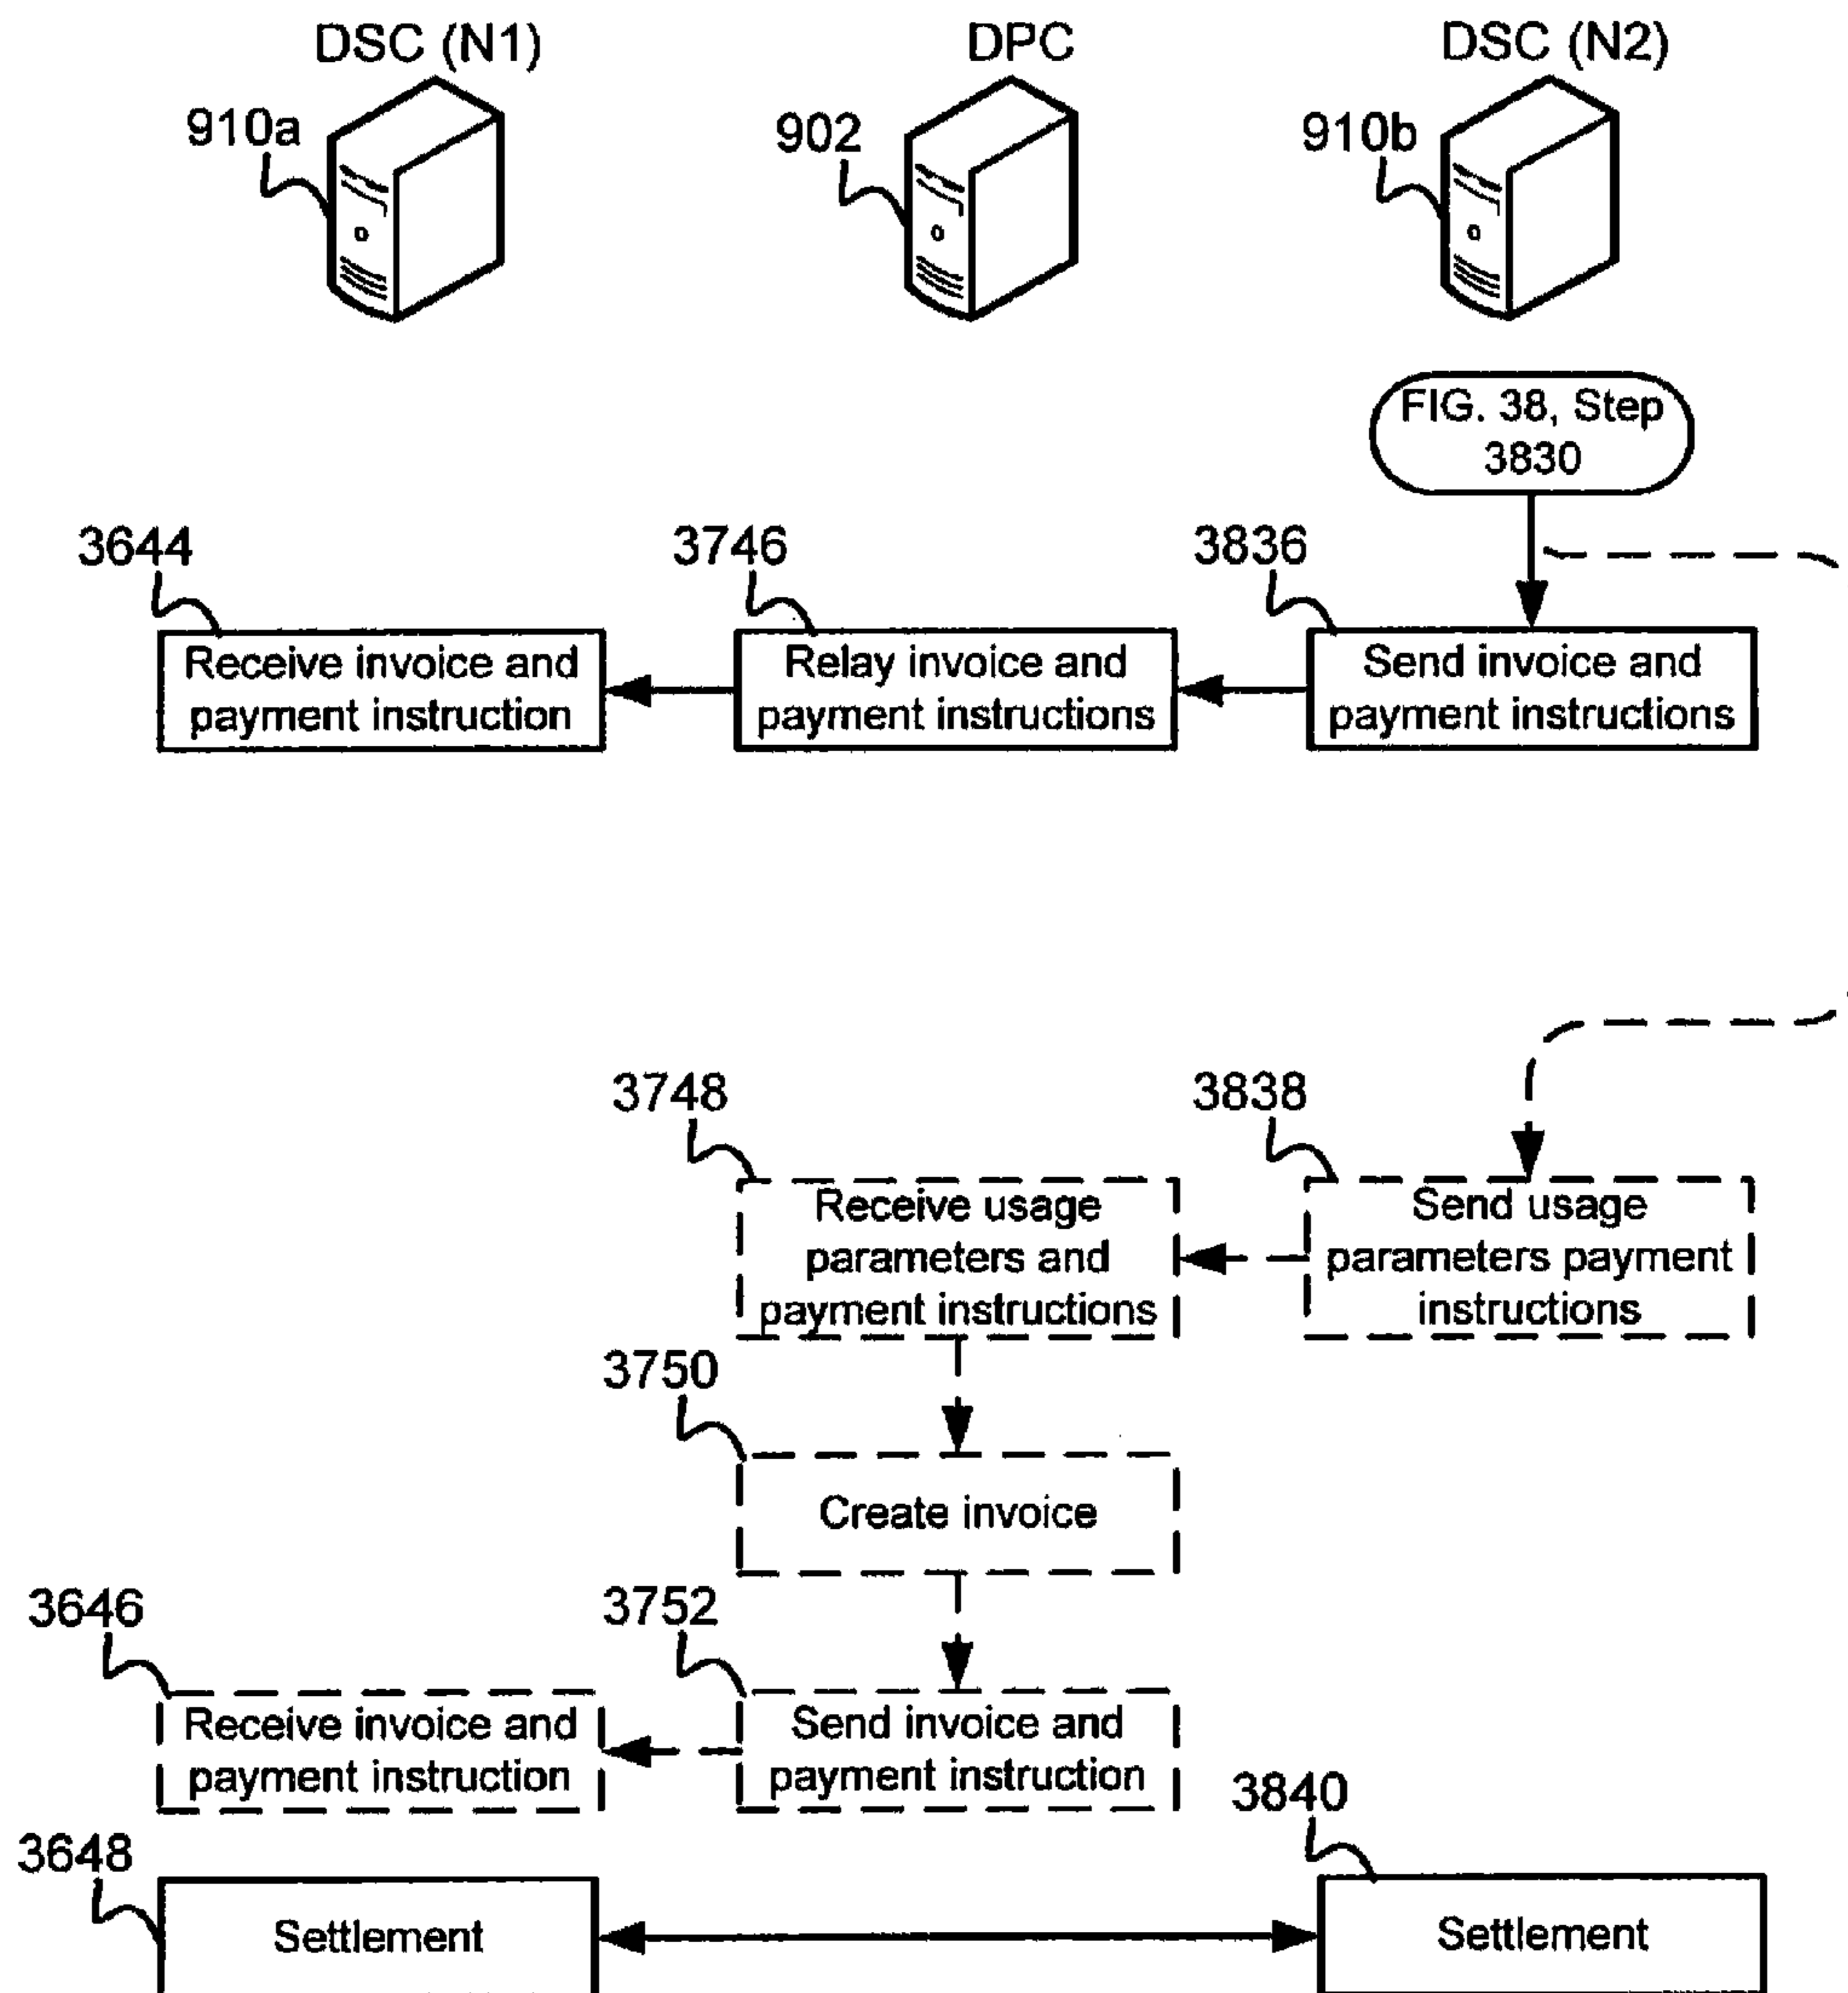 DSC (N1)
DPC
DSC (N2)
910a
902
910b
FIG. 38, Step
3830
3644
3746
3836
Receive invoice and
payment instruction
Relay invoice and
payment instructions
Send invoice and
payment instructions
3748
3838
Receive usage
parameters and
payment instructions
Send usage
parameters payment
instructions
3750
Create invoice
3646
3752
Receive invoice and
payment instruction
Send invoice and
payment instruction
3840
3648
Settlement
Settlement